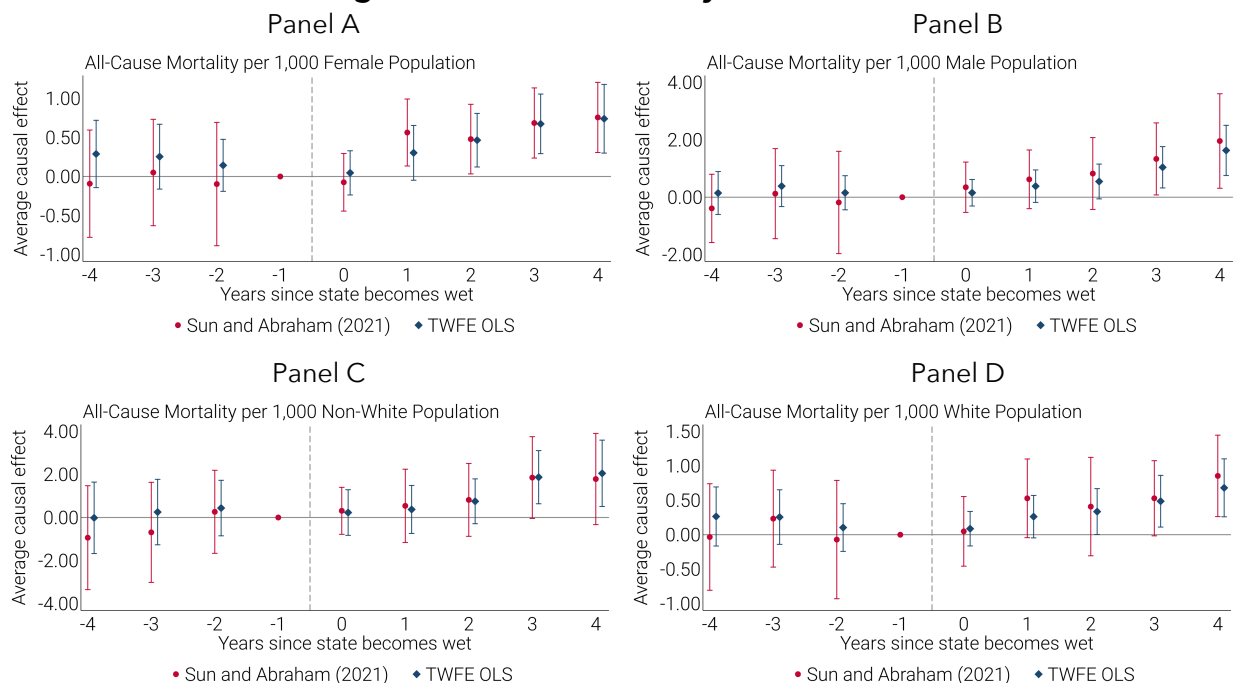 Panel A
All-Cause Mortality per 1,000 Female Population
Average causal effect
1.00
0.50
0.00
-0.50
-1.00
-4 -3 -2 -1 0 1 2 3 4
Years since state becomes wet
Sun and Abraham (2021) TWFE OLS
Panel B
All-Cause Mortality per 1,000 Male Population
Average causal effect
4.00
2.00
0.00
-2.00
-4 -3 -2 -1 0 1 2 3 4
Years since state becomes wet
Sun and Abraham (2021) TWFE OLS
Panel C
All-Cause Mortality per 1,000 Non-White Population
Average causal effect
4.00
2.00
0.00
-2.00
-4.00
-4 -3 -2 -1 0 1 2 3 4
Years since state becomes wet
Sun and Abraham (2021) TWFE OLS
Panel D
All-Cause Mortality per 1,000 White Population
Average causal effect
1.50
1.00
0.50
0.00
-0.50
-1.00
-4 -3 -2 -1 0 1 2 3 4
Years since state becomes wet
Sun and Abraham (2021) TWFE OLS